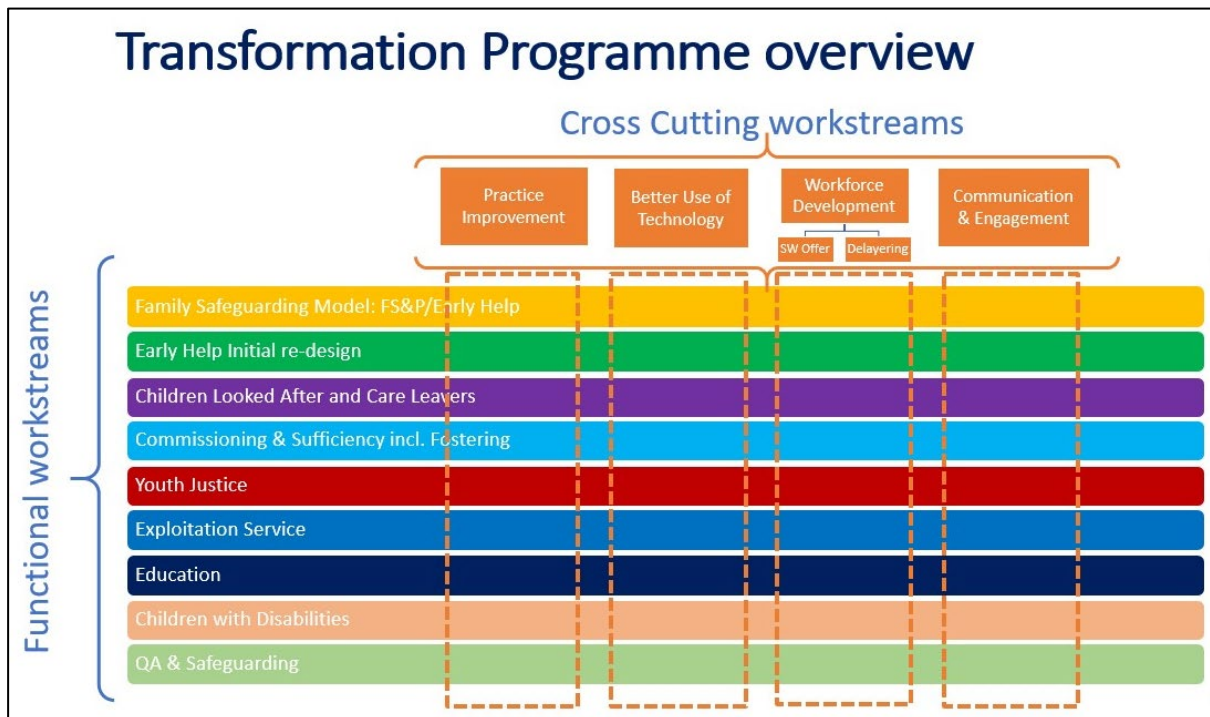 Transformation Programme overview
Cross Cutting workstreams
Practice
Improvement
Better Use of
Technology
Workforce
Development
SW Offer
Delayering
Communication
& Engagement
Functional workstreams
Family Safeguarding Model: FS&P/Early Help
Early Help Initial re-design
Children Looked After and Care Leavers
Commissioning & Sufficiency incl. Fostering
Youth Justice
Exploitation Service
Education
Children with Disabilities
QA & Safeguarding